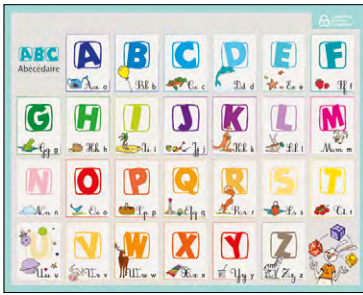 ABC
Abécédaire
A B C D E F
A a a B b b C c c D d d E e e F f f
G H I J K L M
G g g H h h I i i J j j K k k L l l M m m
N O P Q R S T
N n n O o o P p p Q q q R r r S s s T t t
U V W X Y Z
U u u V v v W w w X x x Y y y Z z z